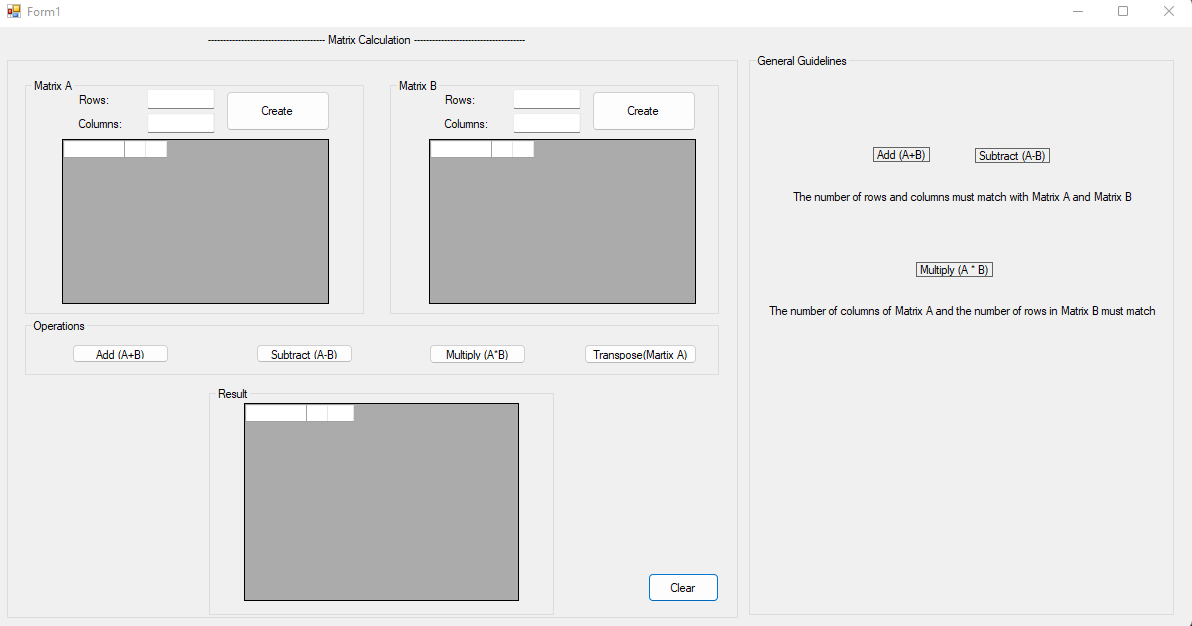 Form1
--------------------------------------- Matrix Calculation -------------------------------------
General Guidelines
Matrix A
Rows:
Create
Columns:
Matrix B
Rows:
Create
Columns:
Add (A+B)
Subtract (A-B)
The number of rows and columns must match with Matrix A and Matrix B
Multiply (A * B)
The number of columns of Matrix A and the number of rows in Matrix B must match
Operations
Add (A+B)
Subtract (A-B)
Multiply (A*B)
Transpose(Martix A)
Result
Clear